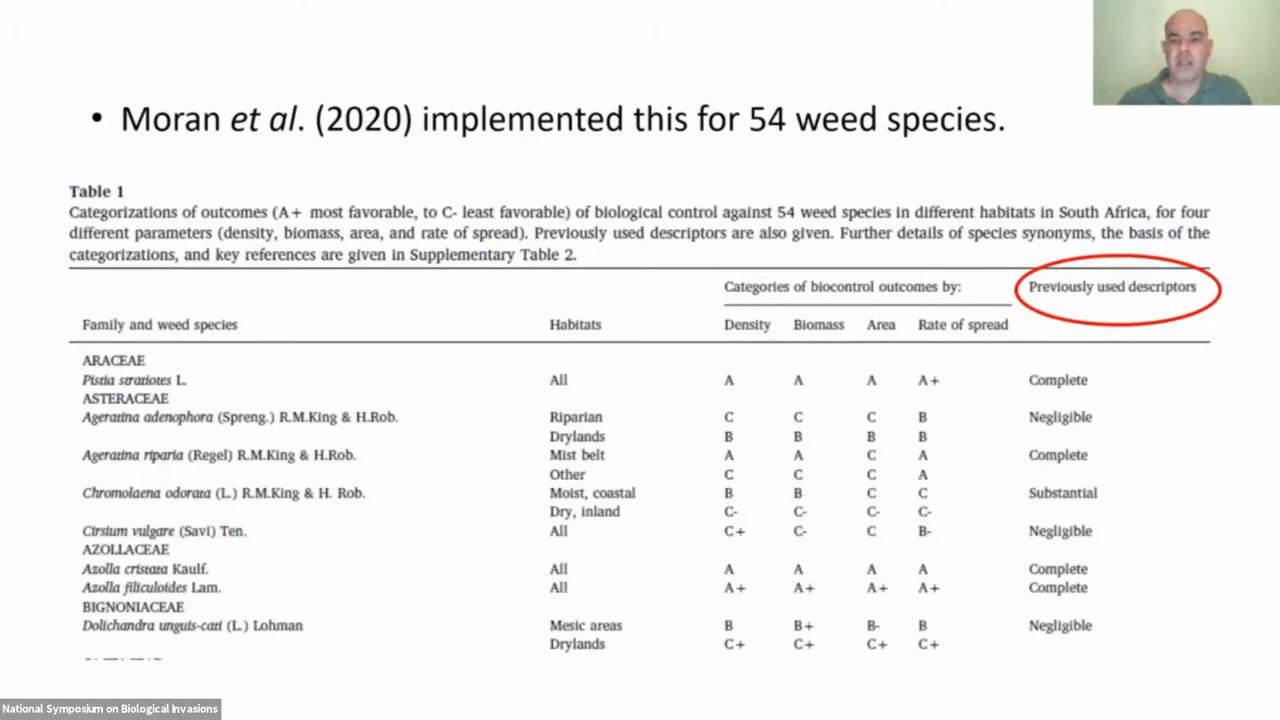 • Moran et al. (2020) implemented this for 54 weed species.
Table 1
Categorizations of outcomes (A+ most favorable, to C- least favorable) of biological control against 54 weed species in different habitats in South Africa, for four
different parameters (density, biomass, area, and rate of spread). Previously used descriptors are also given. Further details of species synonyms, the basis of the
categorizations, and key references are given in Supplementary Table 2.
Categories of biocontrol outcomes by: Previously used descriptors
Family and weed species Habitats Density Biomass Area Rate of spread
ARACEAE
Pistia stratiotes L. All A A A A+ Complete
ASTERACEAE
Ageratina adenophora (Spreng.) R.M.King & H.Rob. Riparian C C C B Negligible
Drylands B B B B
Ageratina riparia (Regel) R.M.King & H.Rob. Mist belt A A C A Complete
Other C C C A
Chromolaena odorata (L.) R.M.King & H. Rob. Moist, coastal B B C C Substantial
Dry, inland C- C- C- C-
Cirsium vulgare (Savi) Ten. All C+ C- C B- Negligible
AZOLLACEAE
Azolla cristata Kaulf. All A A A A Complete
Azolla filiculoides Lam. All A+ A+ A+ A+ Complete
BIGNONIACEAE
Dolichandra unguis-cati (L.) Lohman Mesic areas B B+ B- B Negligible
Drylands C+ C+ C+ C+
National Symposium on Biological Invasions